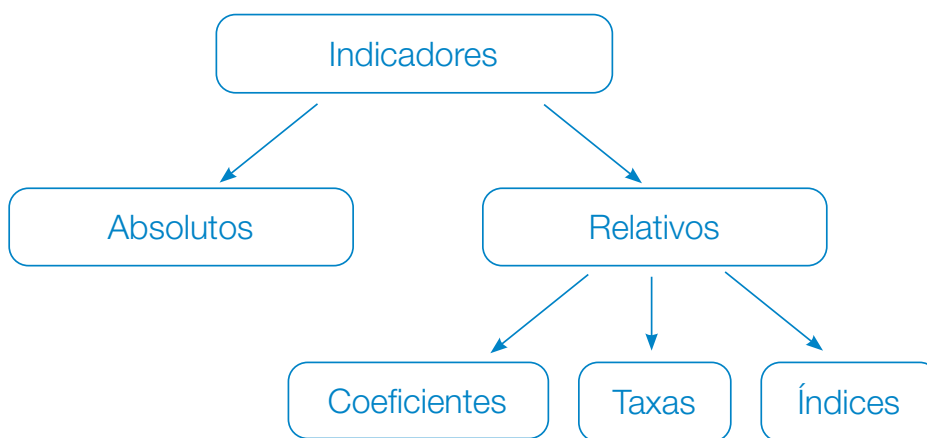 Indicadores
Absolutos
Relativos
Coeficientes
Taxas
Índices